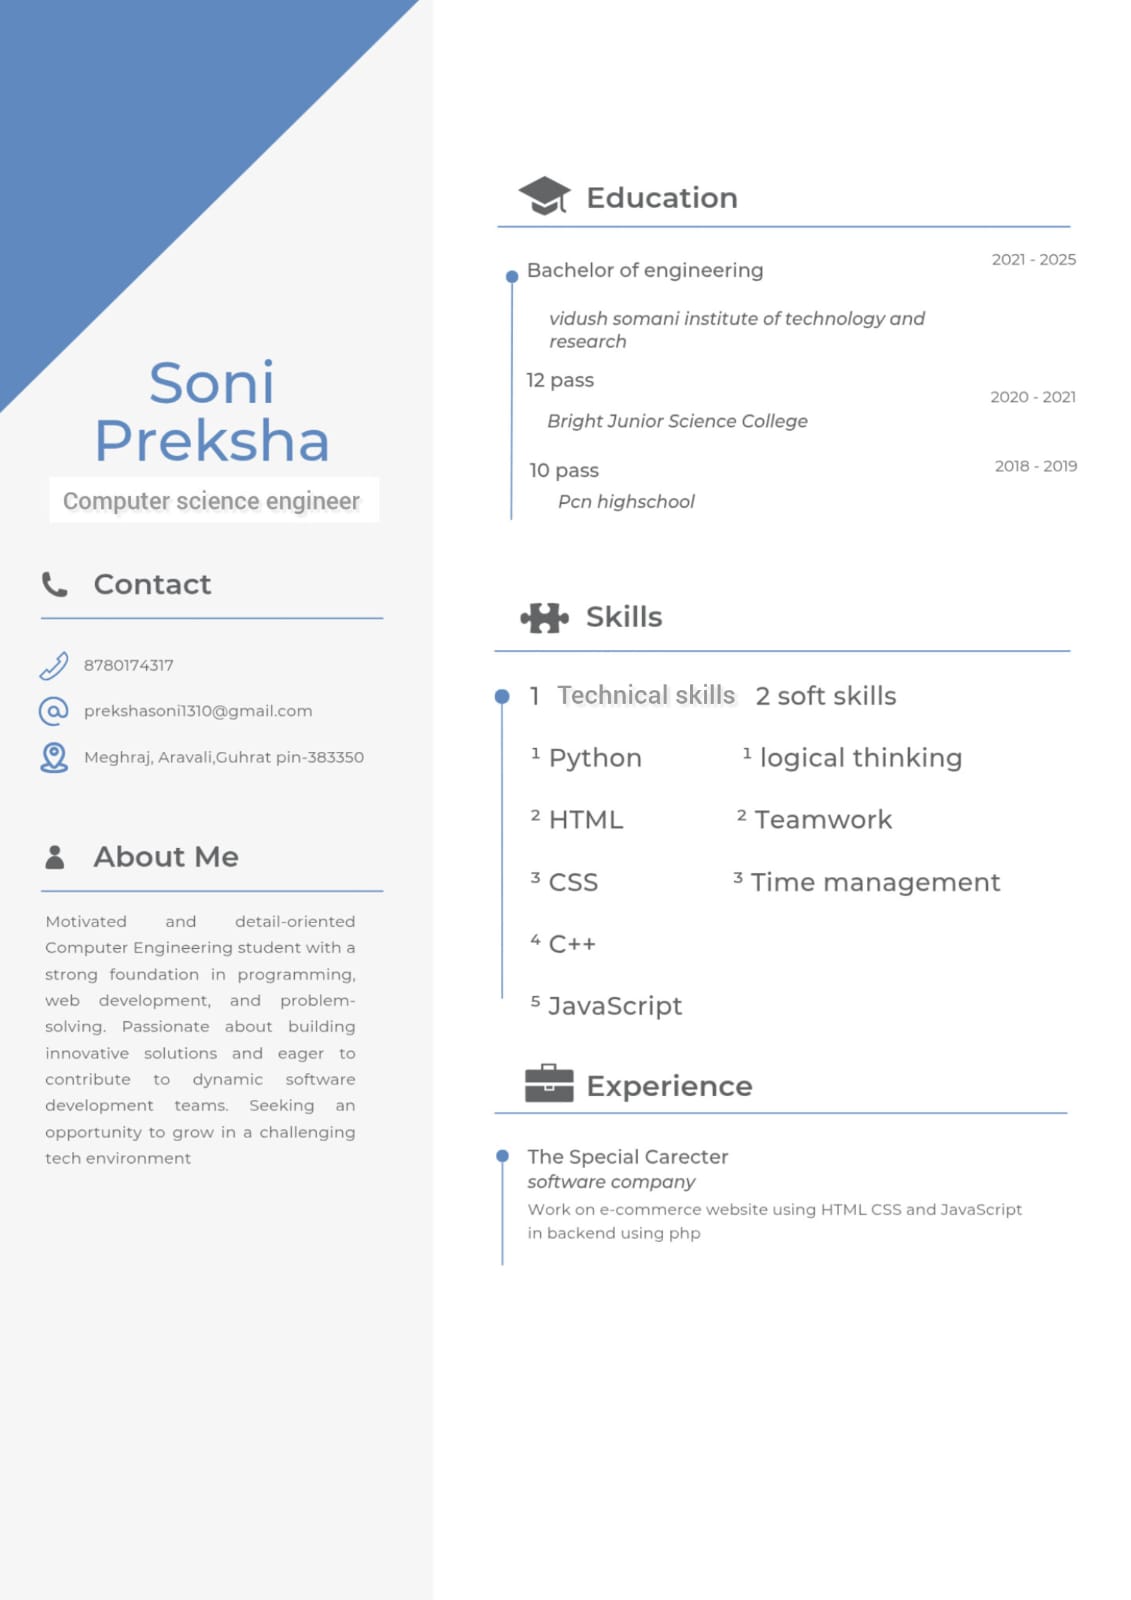 Soni
Preksha
Computer science engineer
Contact
8780174317
prekshasoni1310@gmail.com
Meghraj, Aravali,Guhrat pin-383350
About Me
Motivated and detail-oriented
Computer Engineering student with a
strong foundation in programming,
web development, and problem-
solving. Passionate about building
innovative solutions and eager to
contribute to dynamic software
development teams. Seeking an
opportunity to grow in a challenging
tech environment
Education
Bachelor of engineering 2021 - 2025
vidush somani institute of technology and
research
12 pass
2020 - 2021
Bright Junior Science College
10 pass 2018 - 2019
Pcn highschool
Skills
1 Technical skills 2 soft skills
¹ Python ¹ logical thinking
² HTML ² Teamwork
³ CSS ³ Time management
⁴ C++
⁵ JavaScript
Experience
The Special Carecter
software company
Work on e-commerce website using HTML CSS and JavaScript
in backend using php